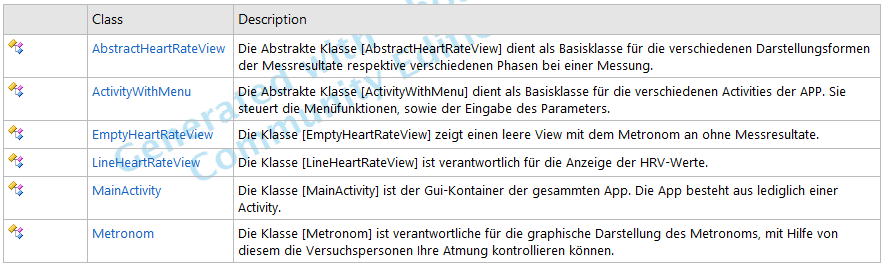 Class Description
AbstractHeartRateView Die Abstrakte Klasse [AbstractHeartRateView] dient als Basisklasse für die verschiedenen Darstellungsformen
der Messresultate respektive verschiedenen Phasen bei einer Messung.
ActivityWithMenu Die Abstrakte Klasse [ActivityWithMenu] dient als Basisklasse für die verschiedenen Activities der APP. Sie
steuert die Menüfunktionen, sowie der Eingabe des Parameters.
EmptyHeartRateView Die Klasse [EmptyHeartRateView] zeigt einen leere View mit dem Metronom an ohne Messresultate.
LineHeartRateView Die Klasse [LineHeartRateView] ist verantwortlich für die Anzeige der HRV-Werte.
MainActivity Die Klasse [MainActivity] ist der Gui-Kontainer der gesammten App. Die App besteht aus lediglich einer
Activity.
Metronom Die Klasse [Metronom] ist verantwortliche für die graphische Darstellung des Metronoms, mit Hilfe von
diesem die Versuchspersonen Ihre Atmung kontrollieren können.
Generated with
Community